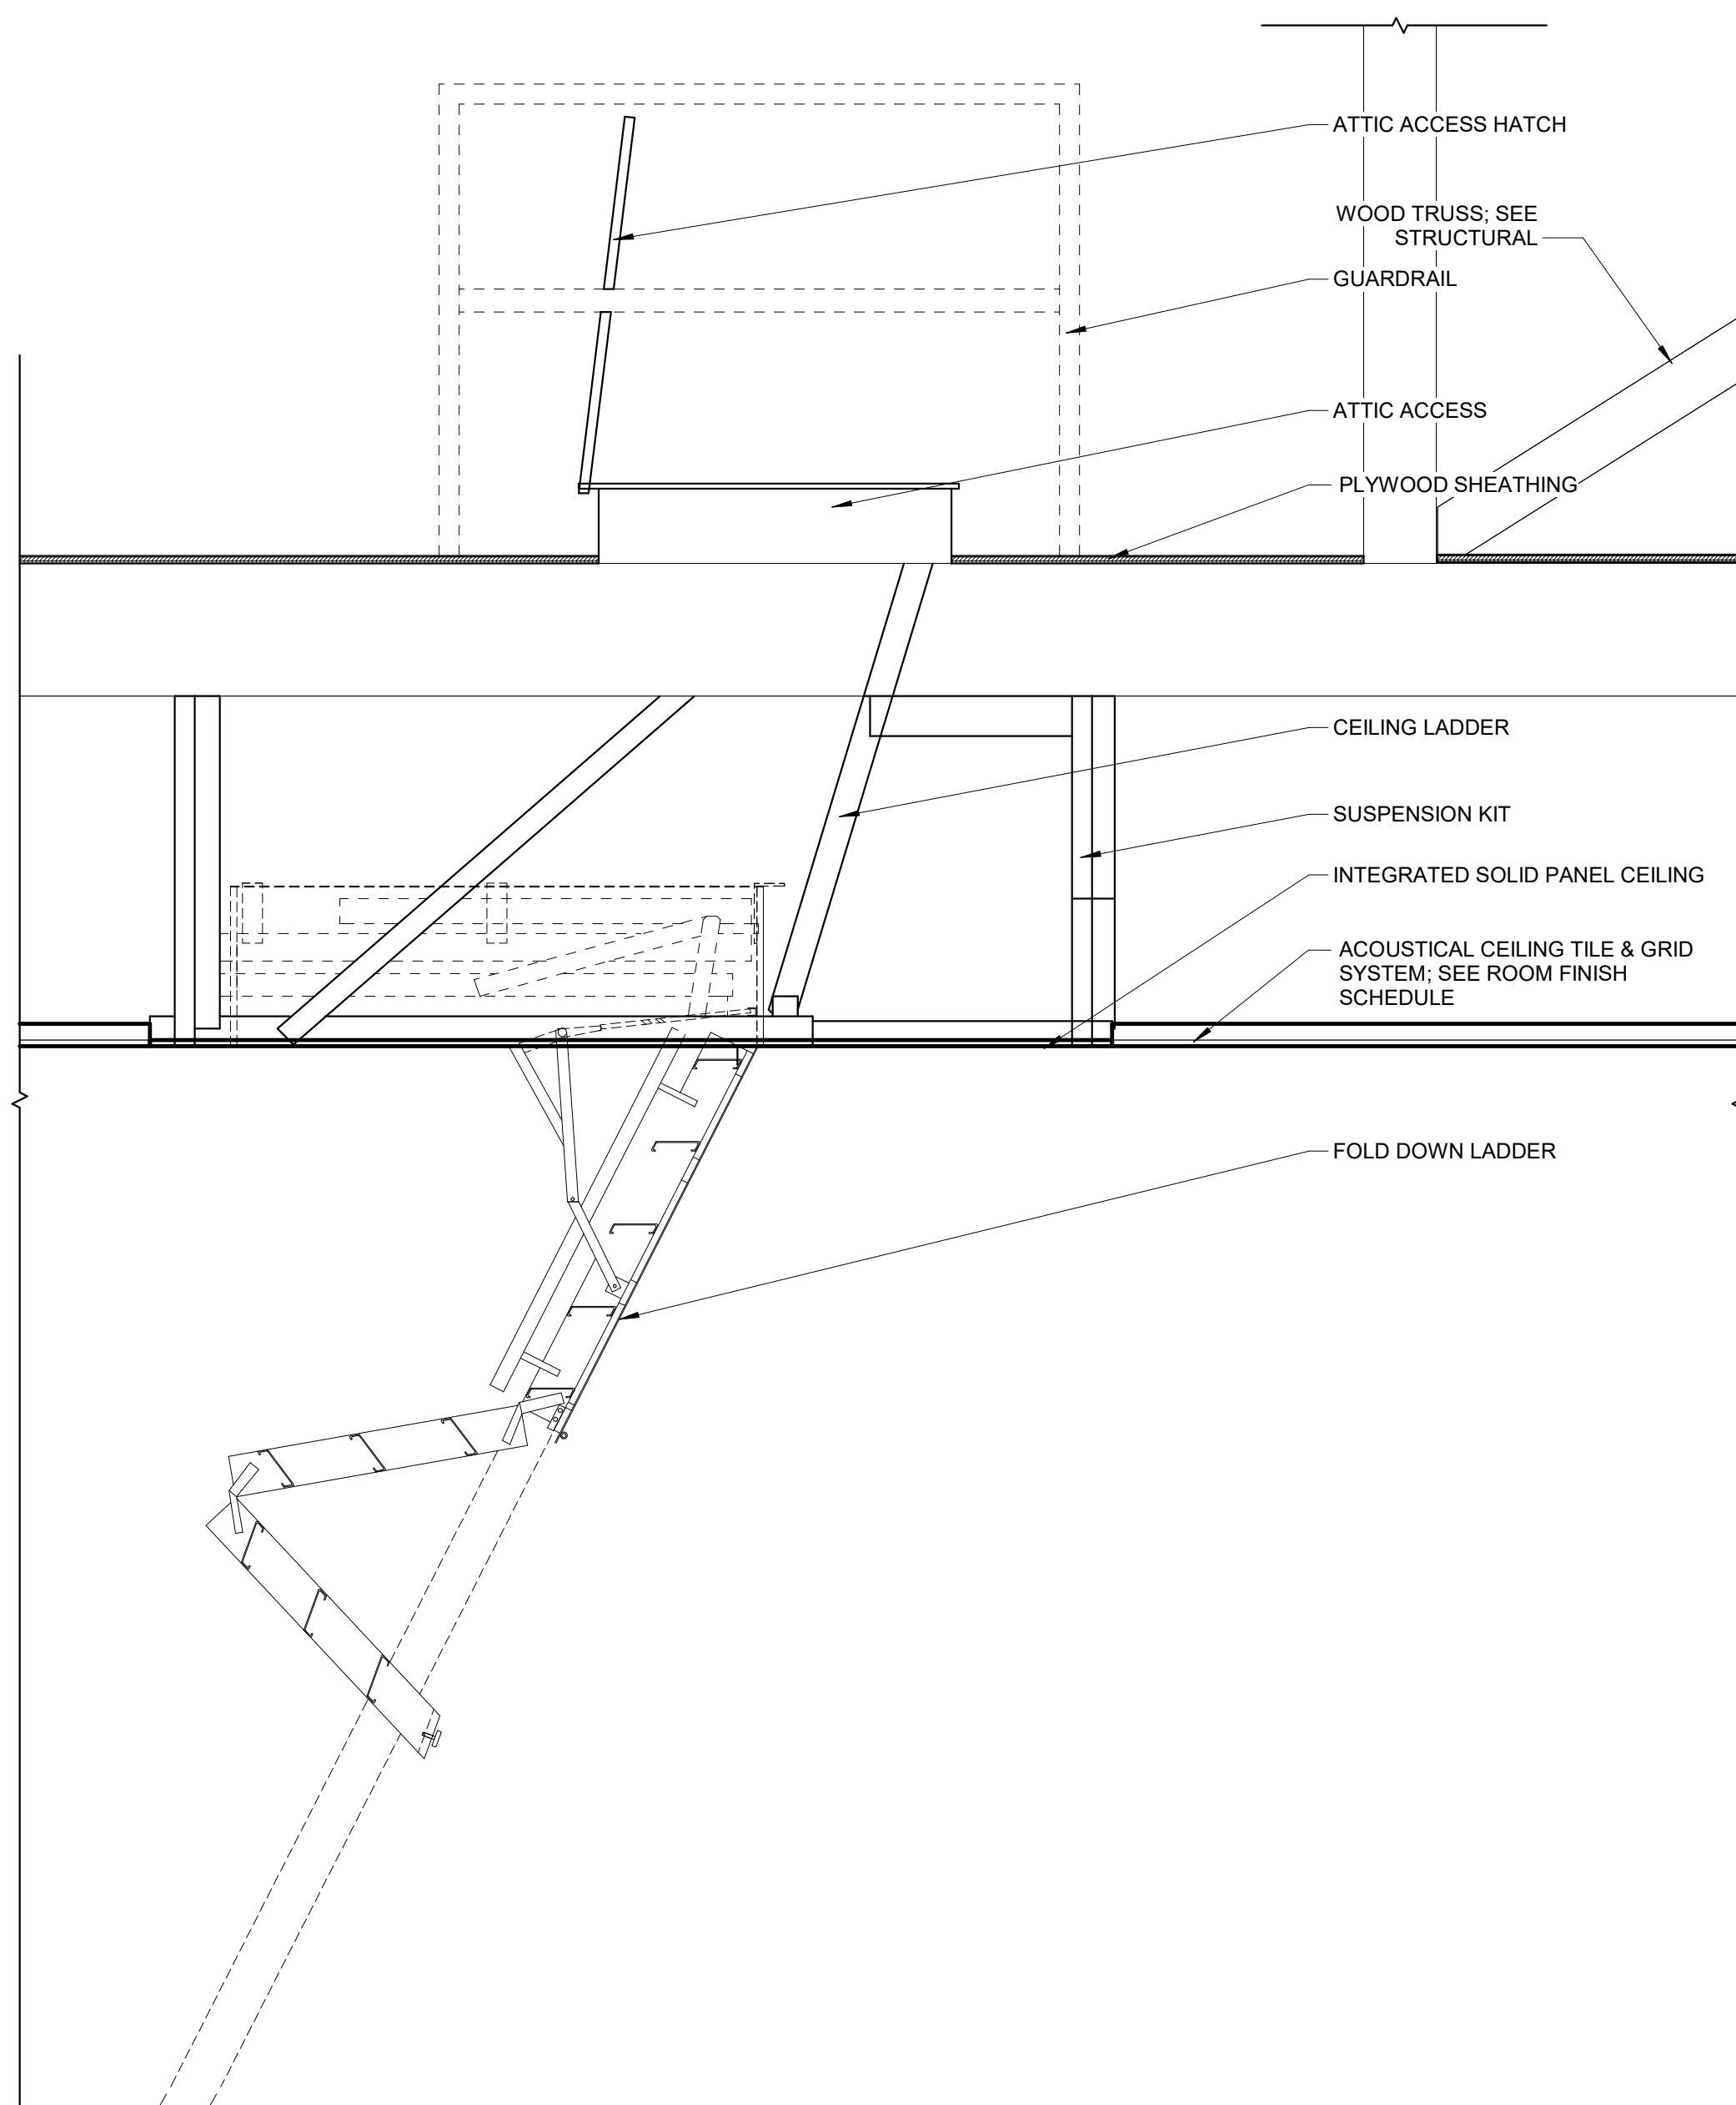 ATTIC ACCESS HATCH
WOOD TRUSS; SEE
STRUCTURAL
GUARDRAIL
ATTIC ACCESS
PLYWOOD SHEATHING
CEILING LADDER
SUSPENSION KIT
INTEGRATED SOLID PANEL CEILING
ACOUSTICAL CEILING TILE & GRID
SYSTEM; SEE ROOM FINISH
SCHEDULE
FOLD DOWN LADDER